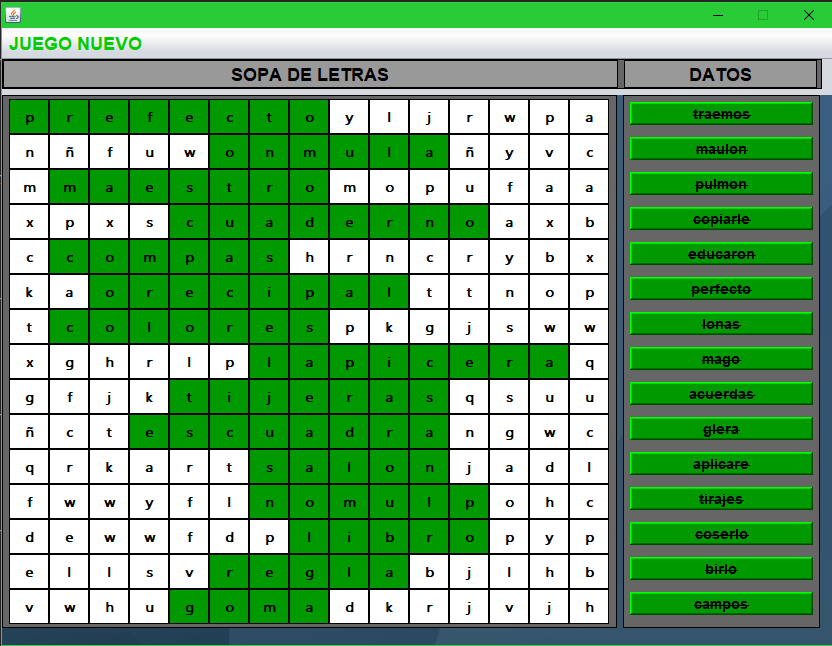 JUEGO NUEVO
SOPA DE LETRAS DATOS
p r e f e c t o y l j r w p a traemos
n ñ f u w o n m u l a ñ y v c maulon
m m a e s t r o m o p u f a a pulmon
x p x s c u a d e r n o a x b copiarle
c c o m p a s h r n c r y b x educaron
k a o r e c i p a l t t n o p perfecto
t c o l o r e s p k g j s w w lonas
x g h r l p l a p i c e r a q mago
g f j k t i j e r a s q s u u acuerdas
ñ c t e s c u a d r a n g w c glera
q r k a r t s a l o n j a d l aplicare
f w w y f l n o m u l p o h c tirajes
d e w w f d p l i b r o p y p coserlo
e l l s v r e g l a b j l h b birlo
v w h u g o m a d k r j v j h campos